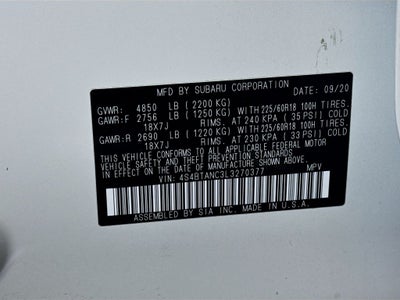 MFD BY SUBARU CORPORATION
DATE: 09/20
GVWR: 4850 LB (2200 KG)
GAWR:F 2756 LB (1250 KG) WITH 225/60R18 100H TIRES.
18X7J RIMS. AT 240 KPA ( 35 PSI) COLD
GAWR:R 2690 LB (1220 KG) WITH 225/60R18 100H TIRES.
18X7J RIMS. AT 230 KPA ( 33 PSI) COLD
THIS VEHICLE CONFORMS TO ALL APPLICABLE FEDERAL MOTOR
VEHICLE SAFETY AND THEFT PREVENTION STANDARDS IN EFFECT
ON THE DATE OF MANUFACTURE SHOWN ABOVE.
VIN: 4S4BTANC3L3270377 MPV
ASSEMBLED BY SIA INC. MADE IN U.S.A.